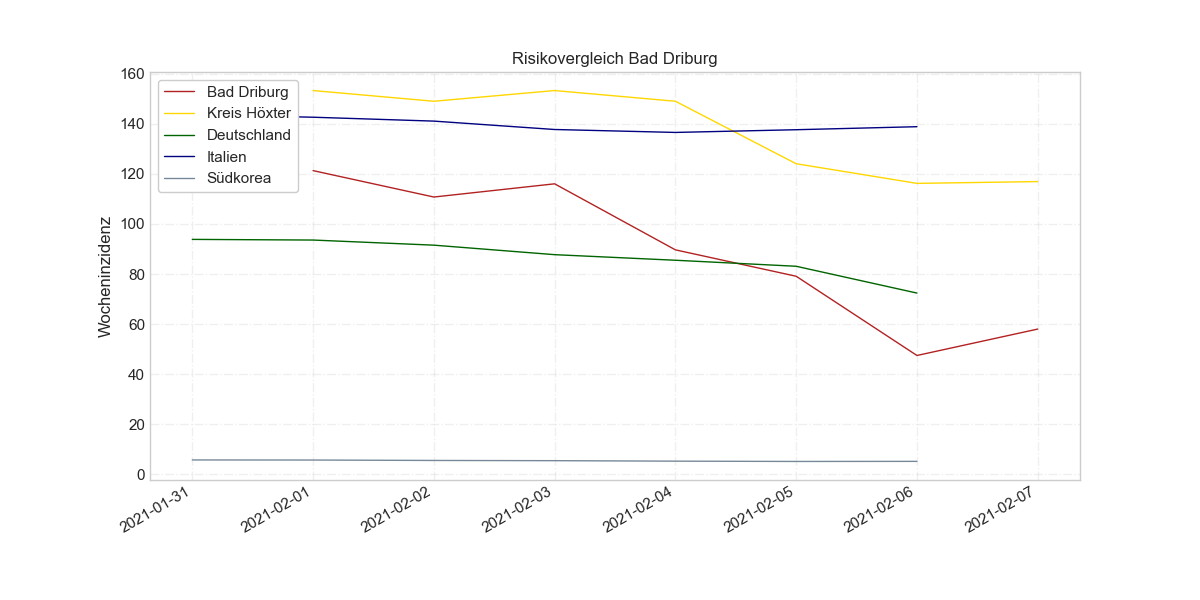 Risikovergleich Bad Driburg
Wocheninzidenz
160
140
120
100
80
60
40
20
0
Bad Driburg
Kreis Höxter
Deutschland
Italien
Südkorea
2021-01-31
2021-02-01
2021-02-02
2021-02-03
2021-02-04
2021-02-05
2021-02-06
2021-02-07